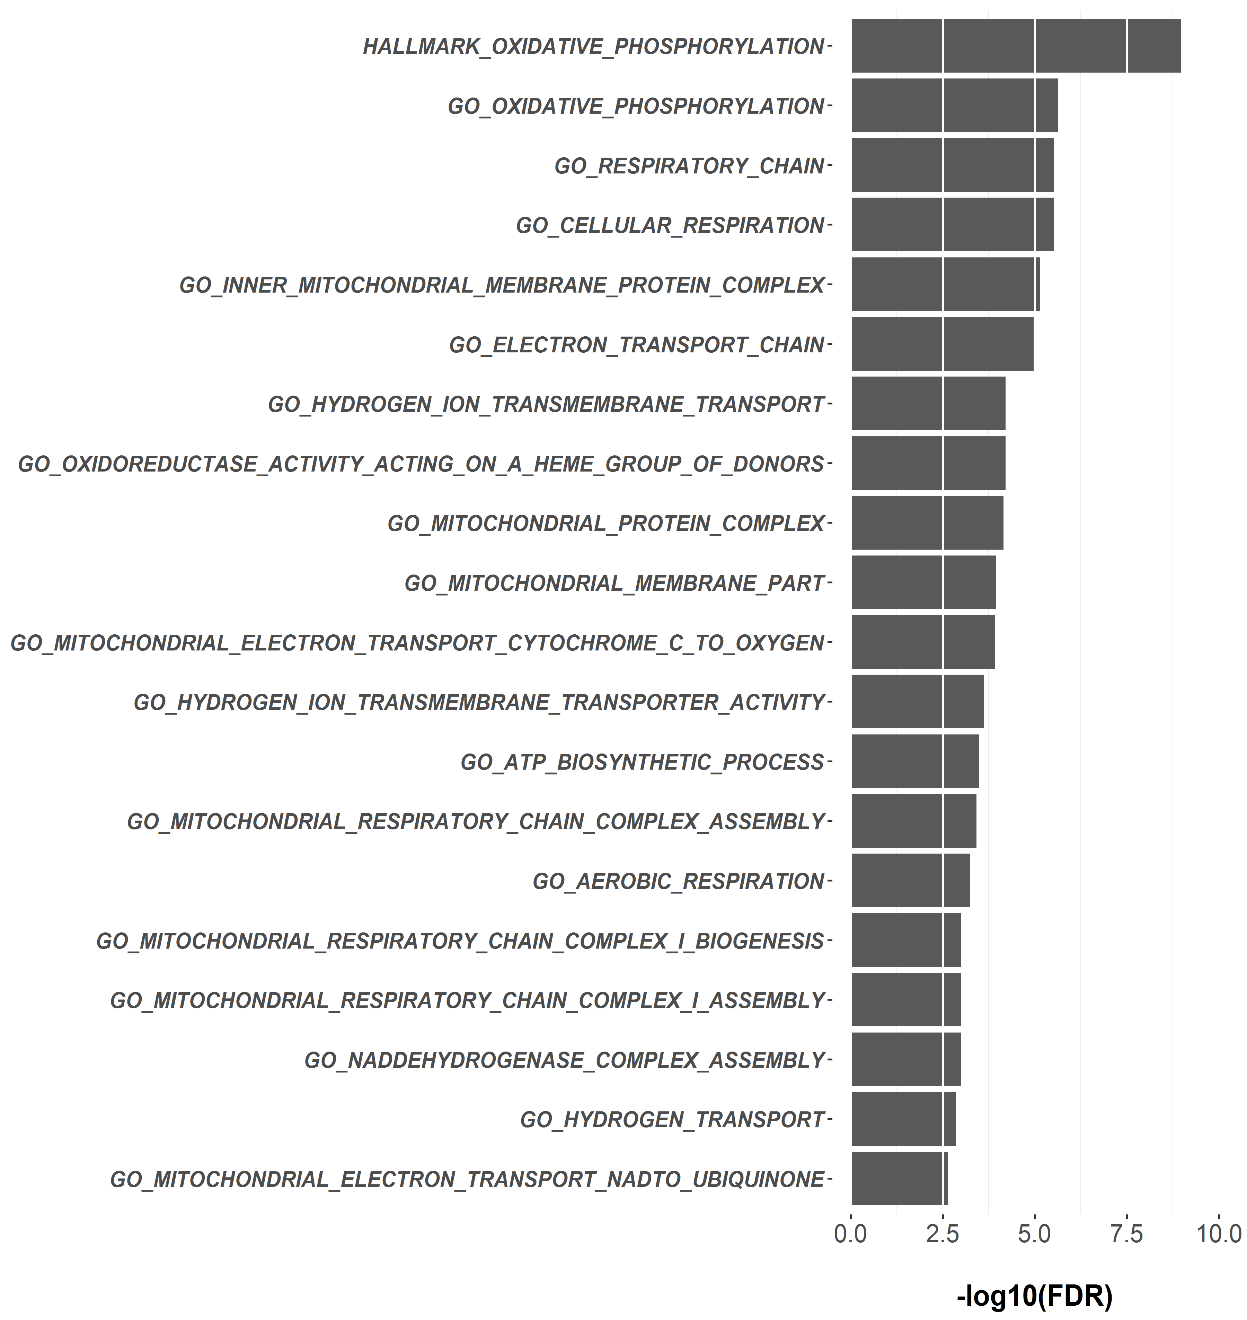 HALLMARK_OXIDATIVE_PHOSPHORYLATION
GO_OXIDATIVE_PHOSPHORYLATION
GO_RESPIRATORY_CHAIN
GO_CELLULAR_RESPIRATION
GO_INNER_MITOCHONDRIAL_MEMBRANE_PROTEIN_COMPLEX
GO_ELECTRON_TRANSPORT_CHAIN
GO_HYDROGEN_ION_TRANSMEMBRANE_TRANSPORT
GO_OXIDOREDUCTASE_ACTIVITY_ACTING_ON_A_HEME_GROUP_OF_DONORS
GO_MITOCHONDRIAL_PROTEIN_COMPLEX
GO_MITOCHONDRIAL_MEMBRANE_PART
GO_MITOCHONDRIAL_ELECTRON_TRANSPORT_CYTOCHROME_C_TO_OXYGEN
GO_HYDROGEN_ION_TRANSMEMBRANE_TRANSPORTER_ACTIVITY
GO_ATP_BIOSYNTHETIC_PROCESS
GO_MITOCHONDRIAL_RESPIRATORY_CHAIN_COMPLEX_ASSEMBLY
GO_AEROBIC_RESPIRATION
GO_MITOCHONDRIAL_RESPIRATORY_CHAIN_COMPLEX_I_BIOGENESIS
GO_MITOCHONDRIAL_RESPIRATORY_CHAIN_COMPLEX_I_ASSEMBLY
GO_NADDEHYDROGENASE_COMPLEX_ASSEMBLY
GO_HYDROGEN_TRANSPORT
GO_MITOCHONDRIAL_ELECTRON_TRANSPORT_NADTO_UBIQUINONE
0.0 2.5 5.0 7.5 10.0
-log10(FDR)